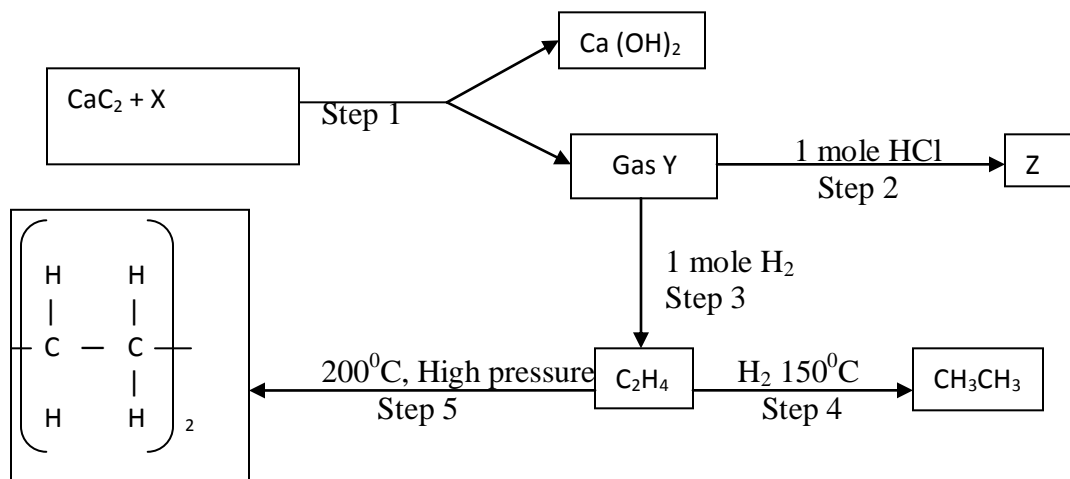 Ca (OH)₂
CaC₂ + X
Step 1
Gas Y
1 mole HCl
Step 2
Z
1 mole H₂
Step 3
H H
C — C
H H
2
200⁰C, High pressure
Step 5
C₂H₄
H₂ 150⁰C
Step 4
CH₃CH₃